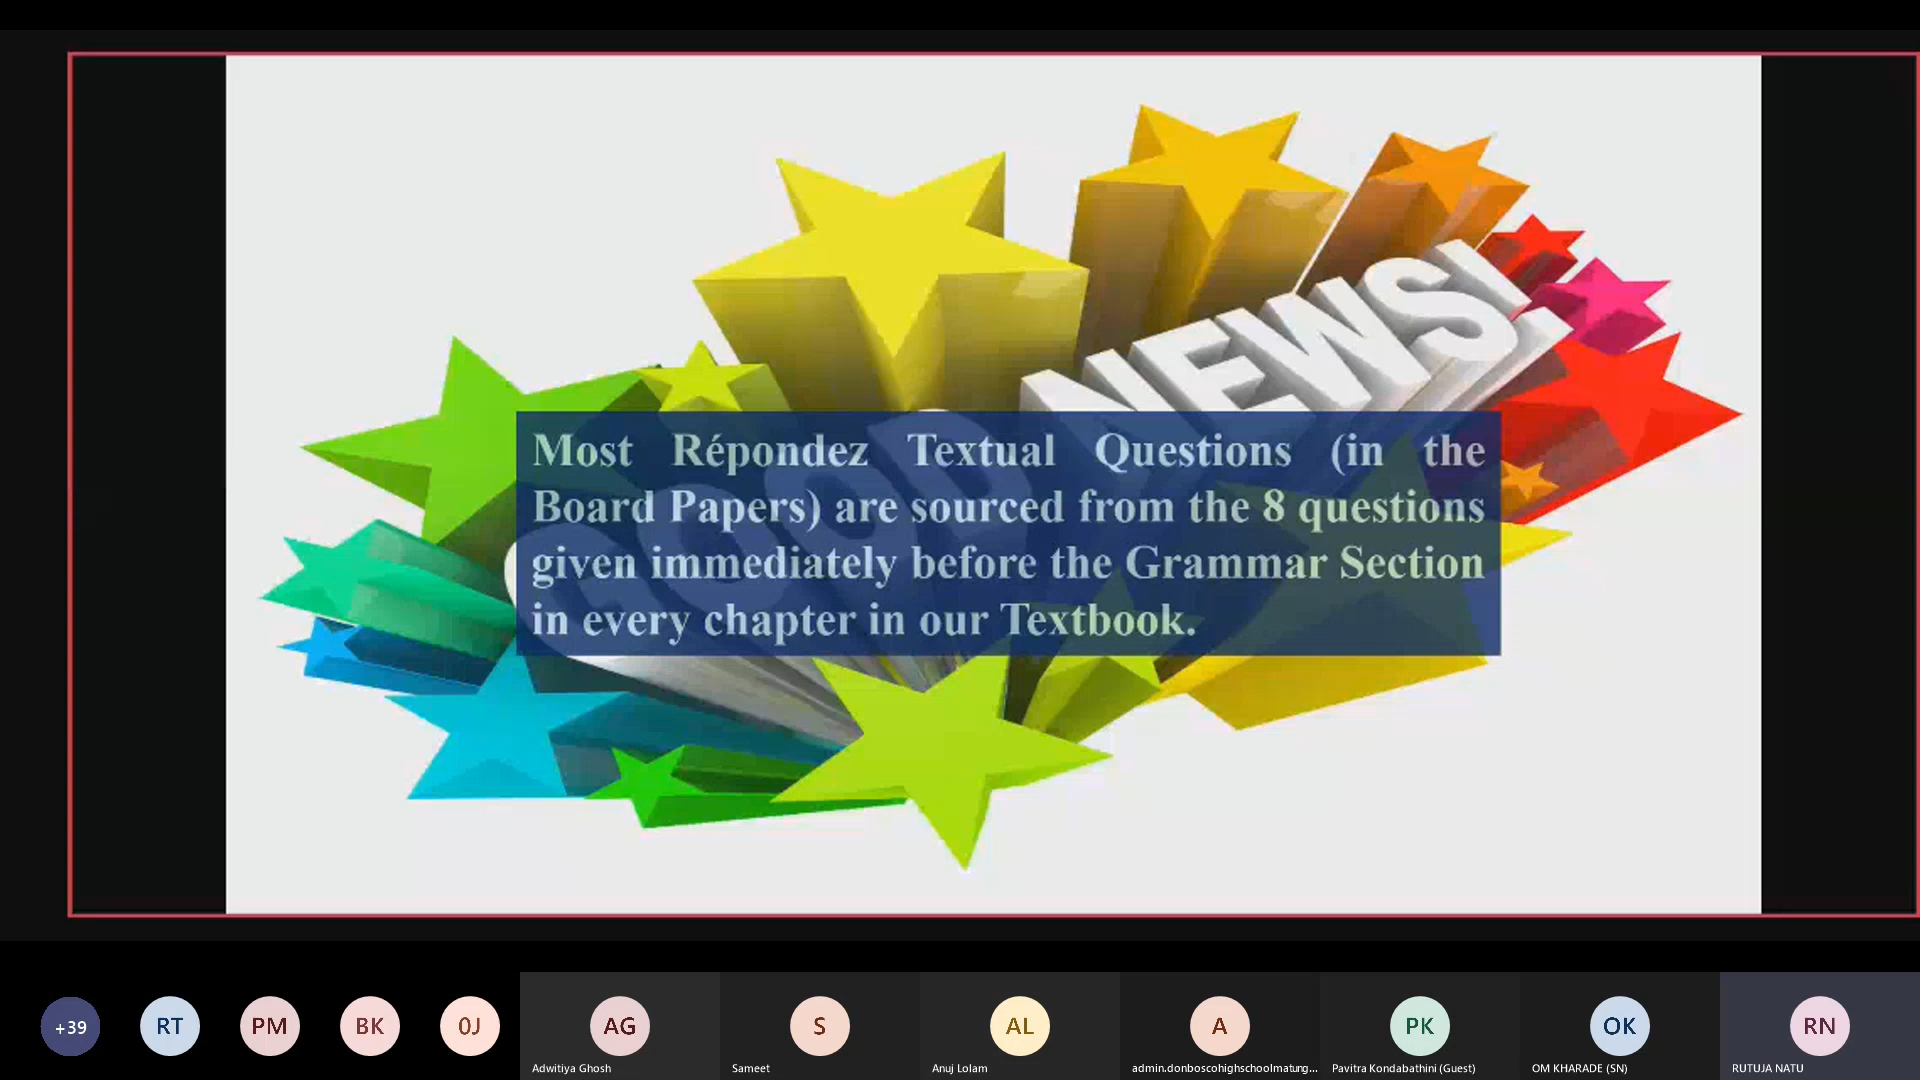 GOOD NEWS!
Most Répondez Textual Questions (in the
Board Papers) are sourced from the 8 questions
given immediately before the Grammar Section
in every chapter in our Textbook.
+39
RT
PM
BK
0J
AG
S
AL
A
PK
OK
RN
Adwitiya Ghosh
Sameet
Anuj Lolam
admin.donboscohighschoolmatung...
Pavitra Kondabathini (Guest)
OM KHARADE (SN)
RUTUJA NATU